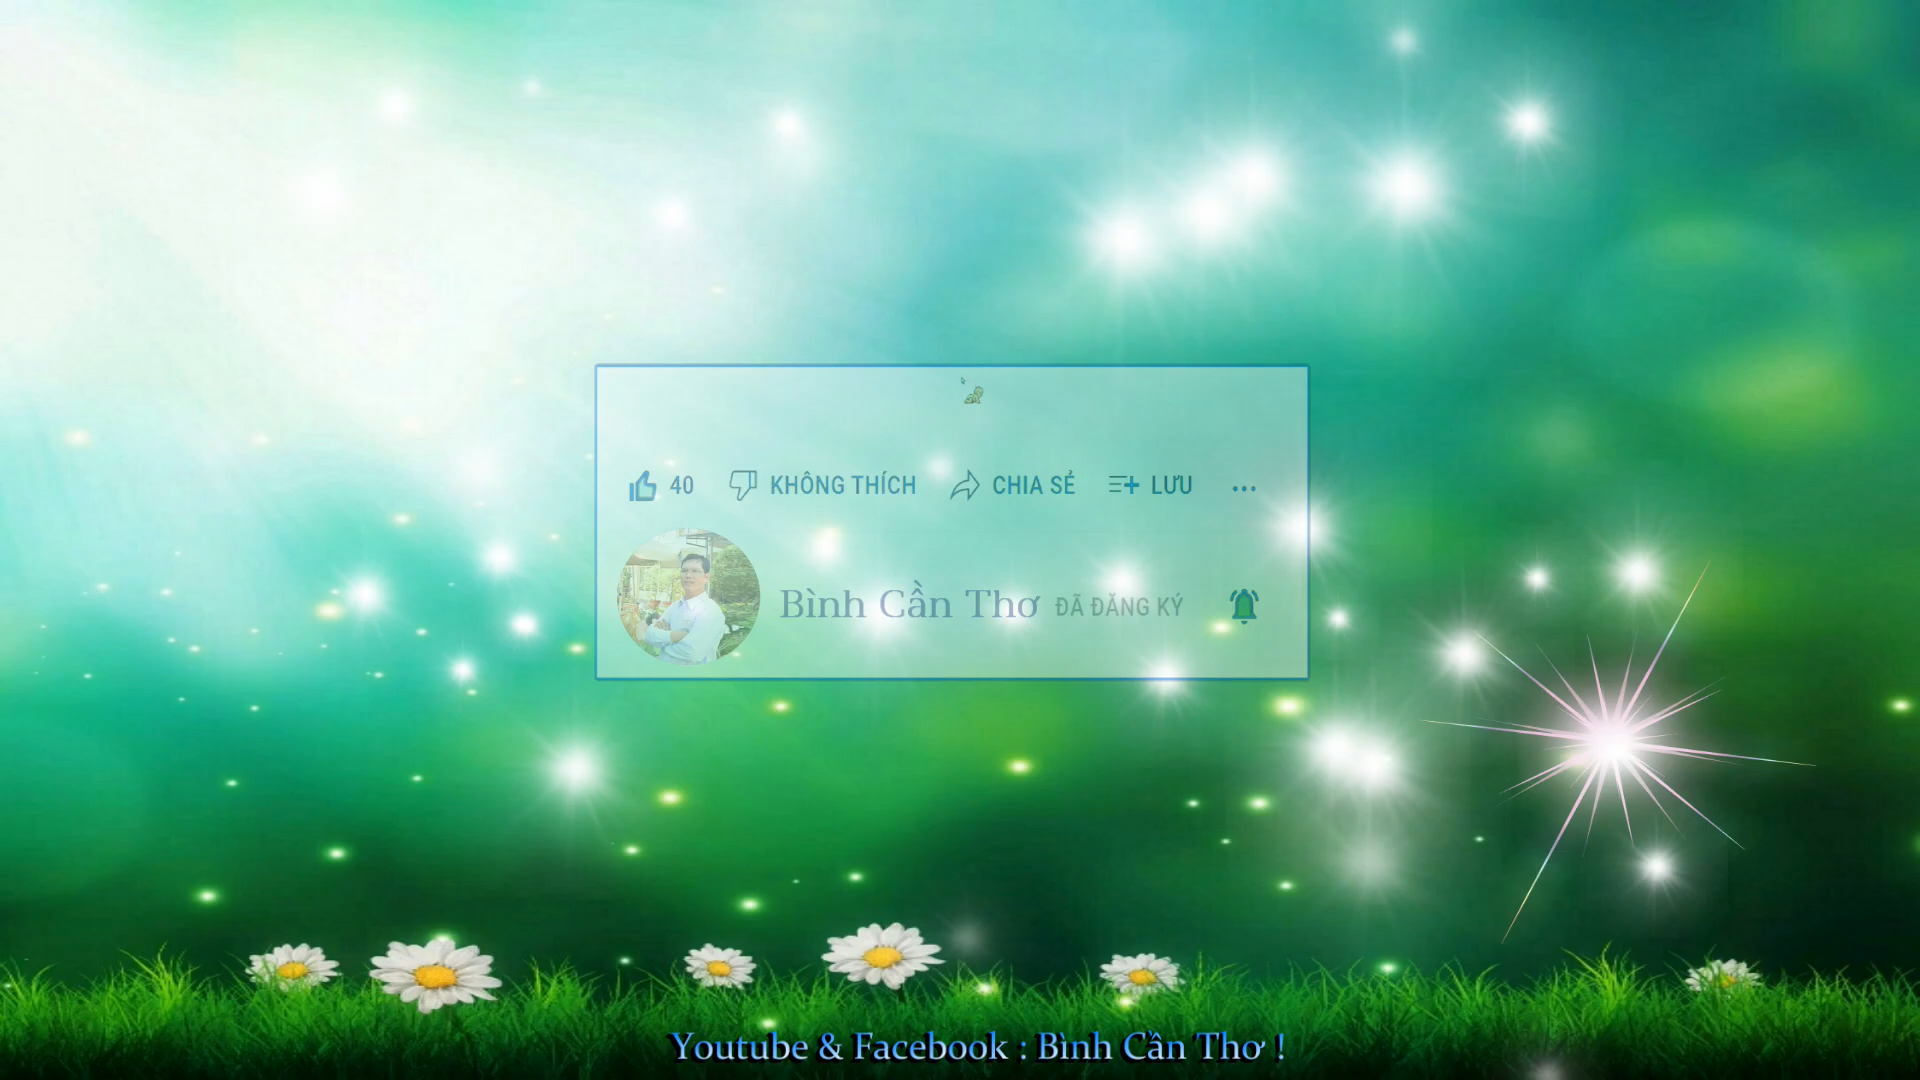 40 KHÔNG THÍCH CHIA SẺ LƯU ...
Bình Cần Thơ ĐÃ ĐĂNG KÝ
Youtube & Facebook : Bình Cần Thơ !